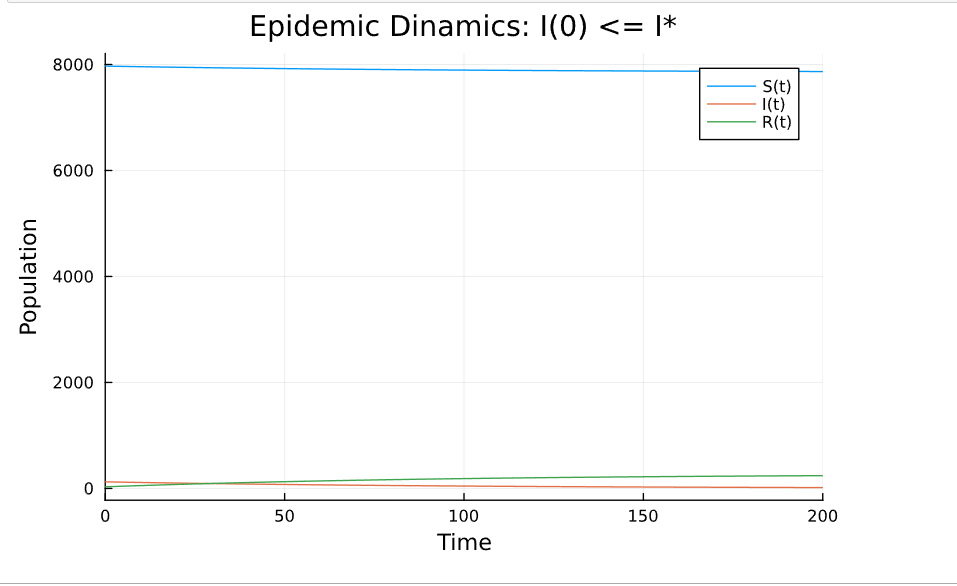 Epidemic Dinamics: I(0) <= I*
8000
6000
4000
2000
0
Population
S(t)
I(t)
R(t)
0 50 100 150 200
Time